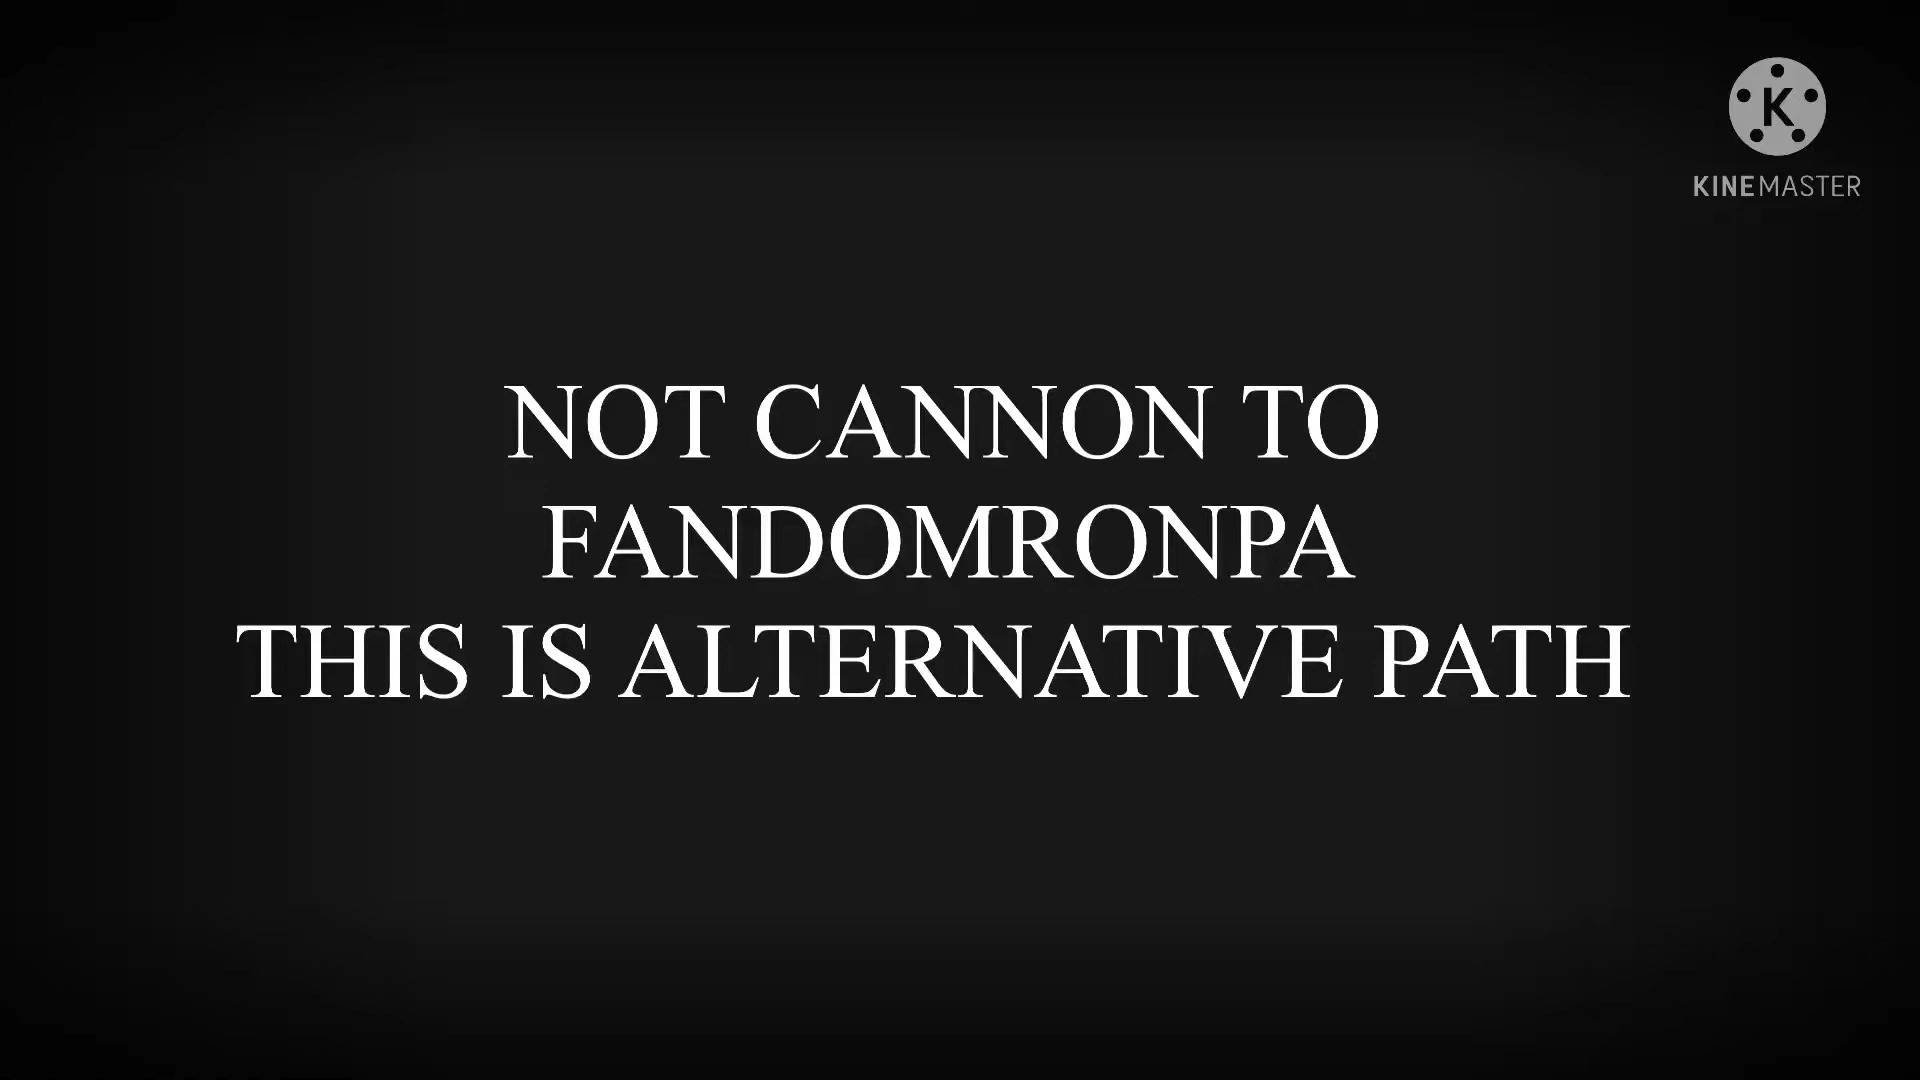 K
KINEMASTER
NOT CANNON TO
FANDOMRONPA
THIS IS ALTERNATIVE PATH